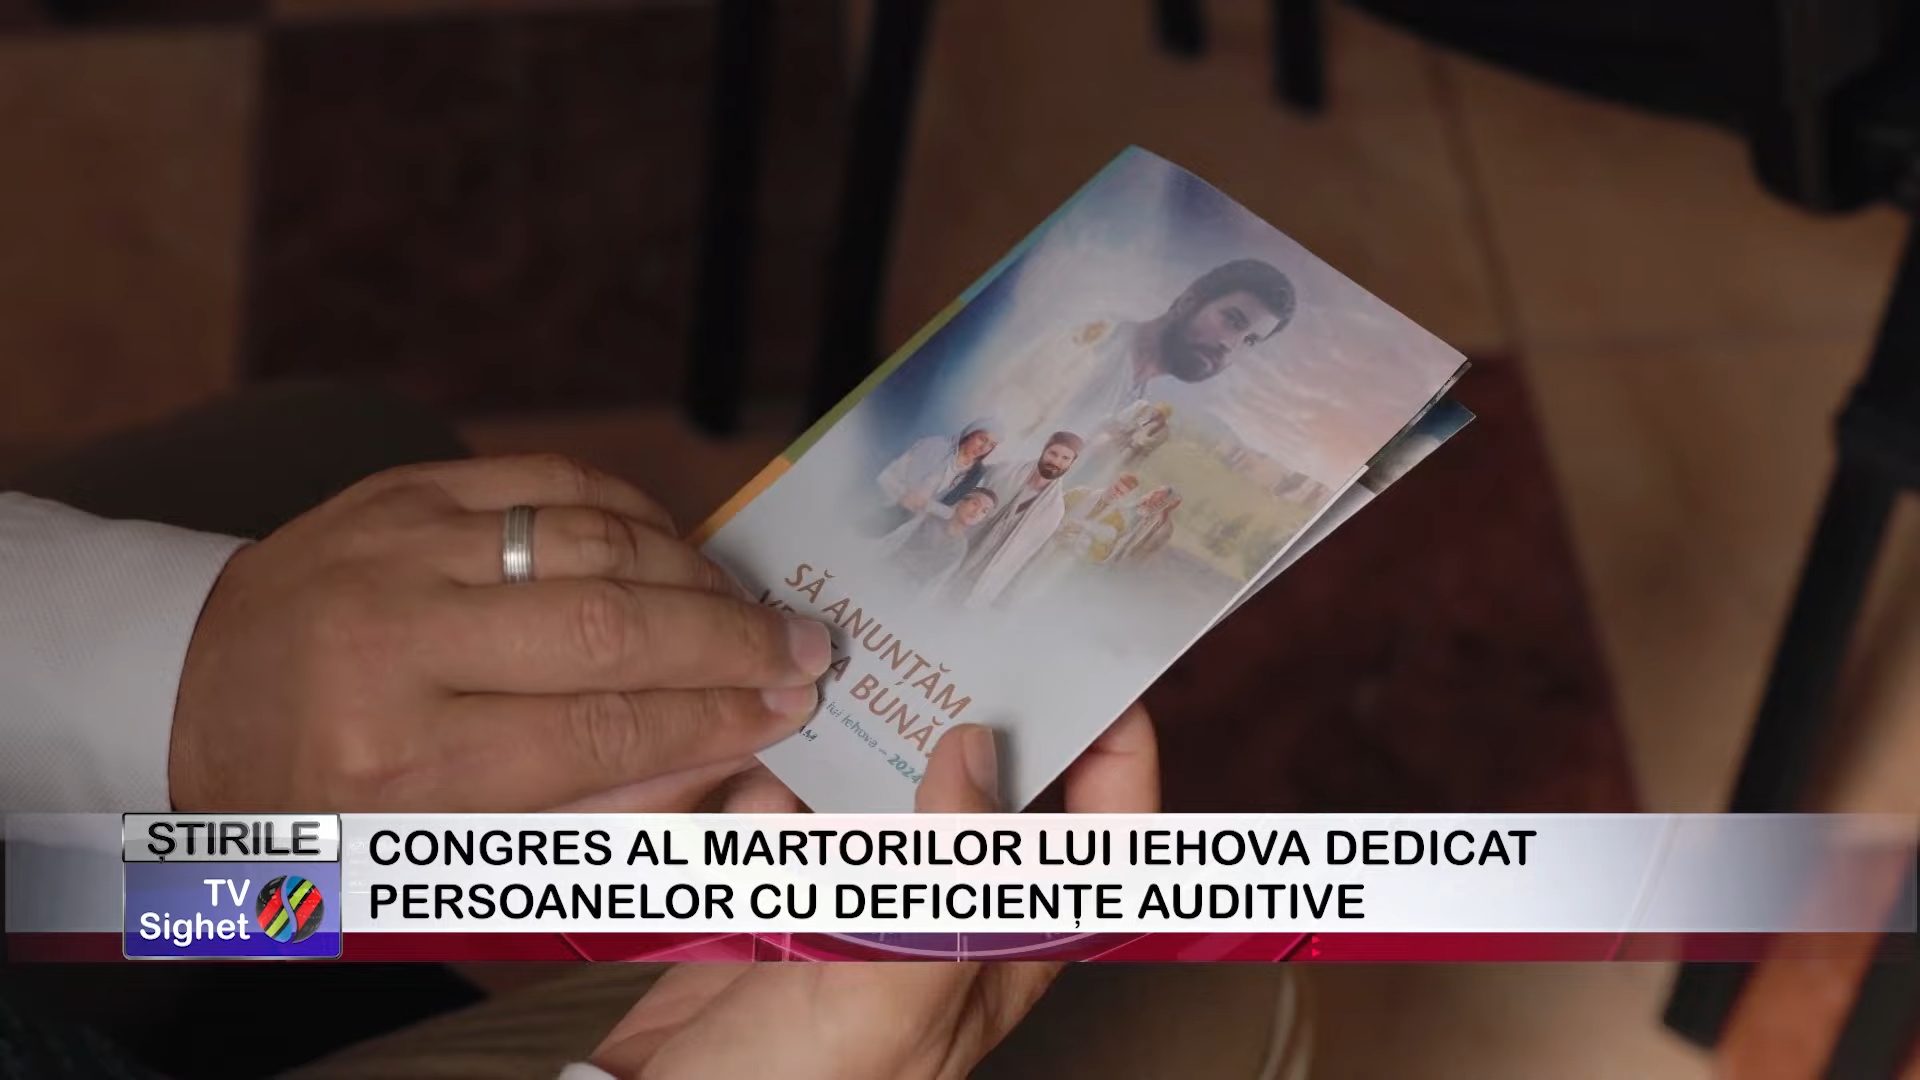 SĂ ANUNȚĂM
BUNĂ
lui Iehova – 2024
ȘTIRILE
TV
Sighet
CONGRES AL MARTORILOR LUI IEHOVA DEDICAT
PERSOANELOR CU DEFICIENȚE AUDITIVE